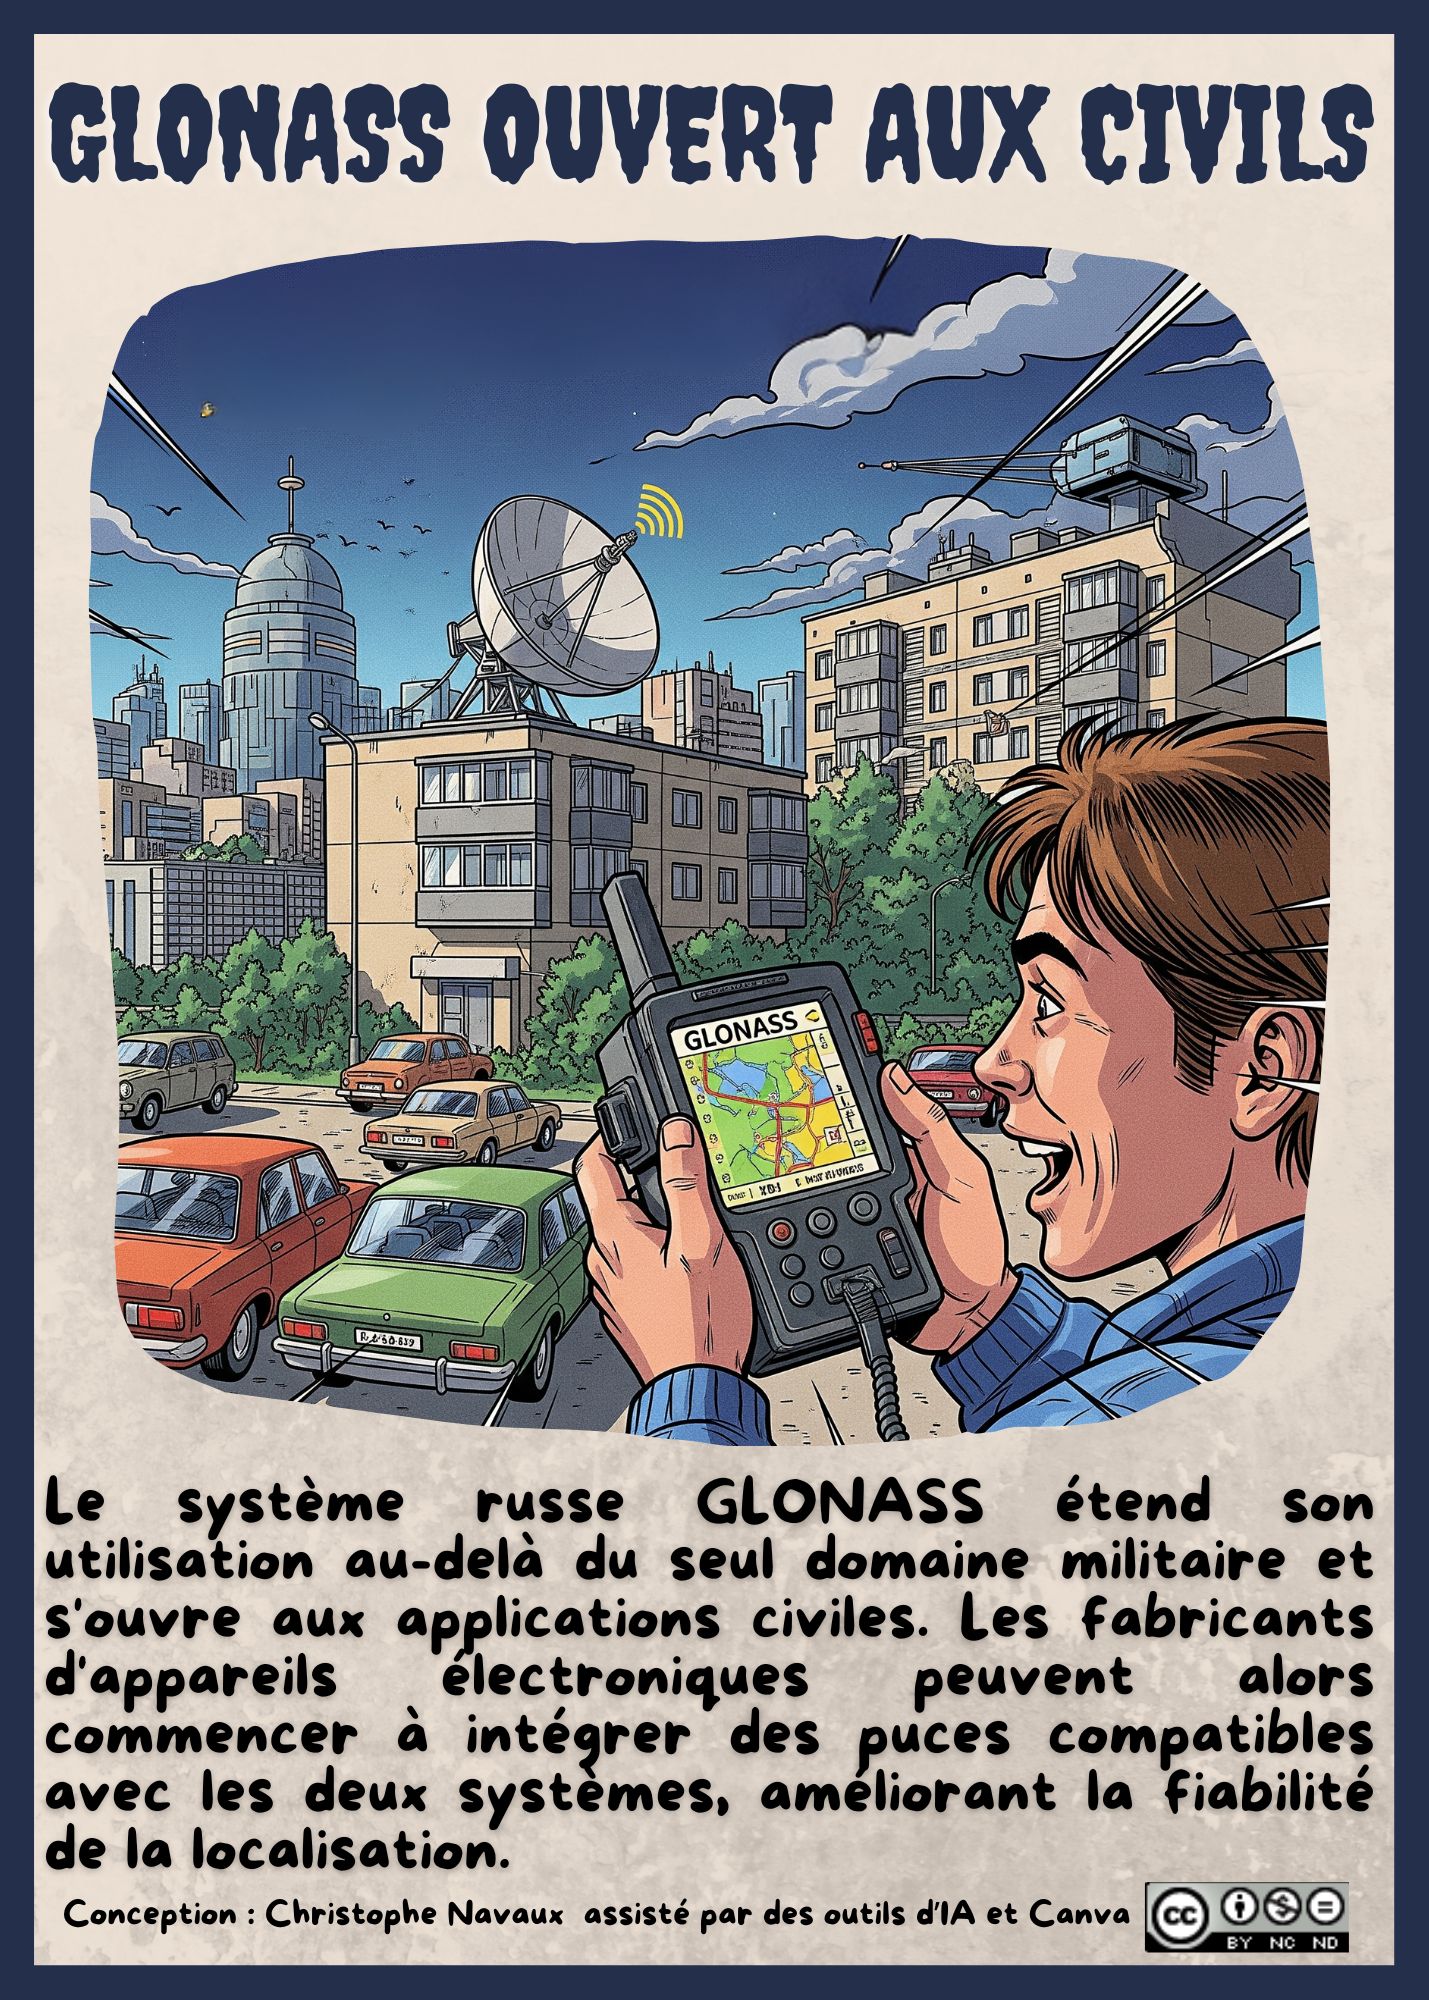 GLONASS OUVERT AUX CIVILS
GLONASS
Le système russe GLONASS étend son
utilisation au-delà du seul domaine militaire et
s'ouvre aux applications civiles. Les fabricants
d'appareils électroniques peuvent alors
commencer à intégrer des puces compatibles
avec les deux systèmes, améliorant la fiabilité
de la localisation.
Conception : Christophe Navaux assisté par des outils d'IA et Canva
cc
BY NC ND